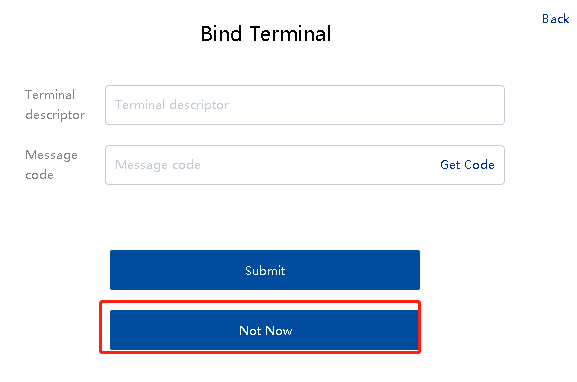 Back
Bind Terminal
Terminal
descriptor
Terminal descriptor
Message
code
Message code
Get Code
Submit
Not Now